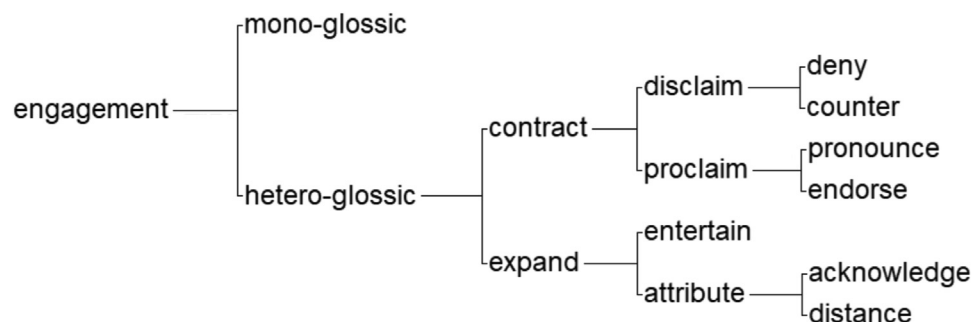 mono-glossic
engagement
hetero-glossic
contract
expand
disclaim
proclaim
entertain
attribute
deny
counter
pronounce
endorse
acknowledge
distance